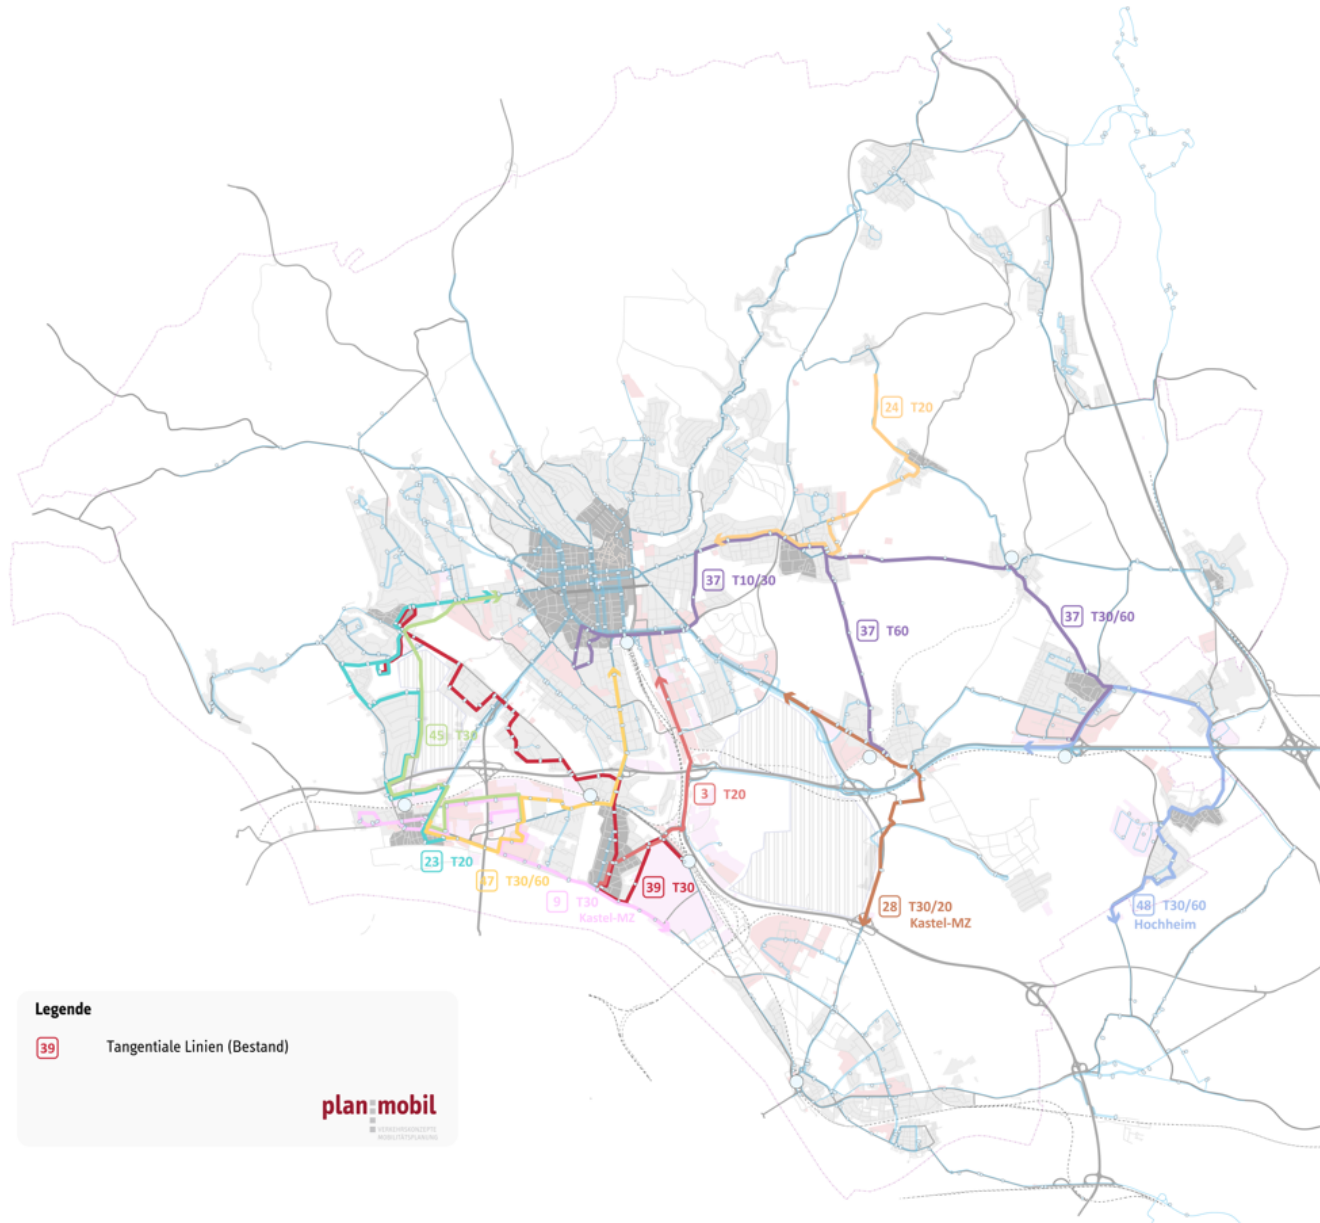 24 T20
37 T10/30
37 T30/60
37 T60
45 T30
3 T20
23 T20
47 T30/60
39 T30
9 T30
Kastel-MZ
28 T30/20
Kastel-MZ
48 T30/60
Hochheim
Legende
39 Tangentiale Linien (Bestand)
plan:mobil
VERKEHRSKONZEPTE
MOBILITÄTSPLANUNG